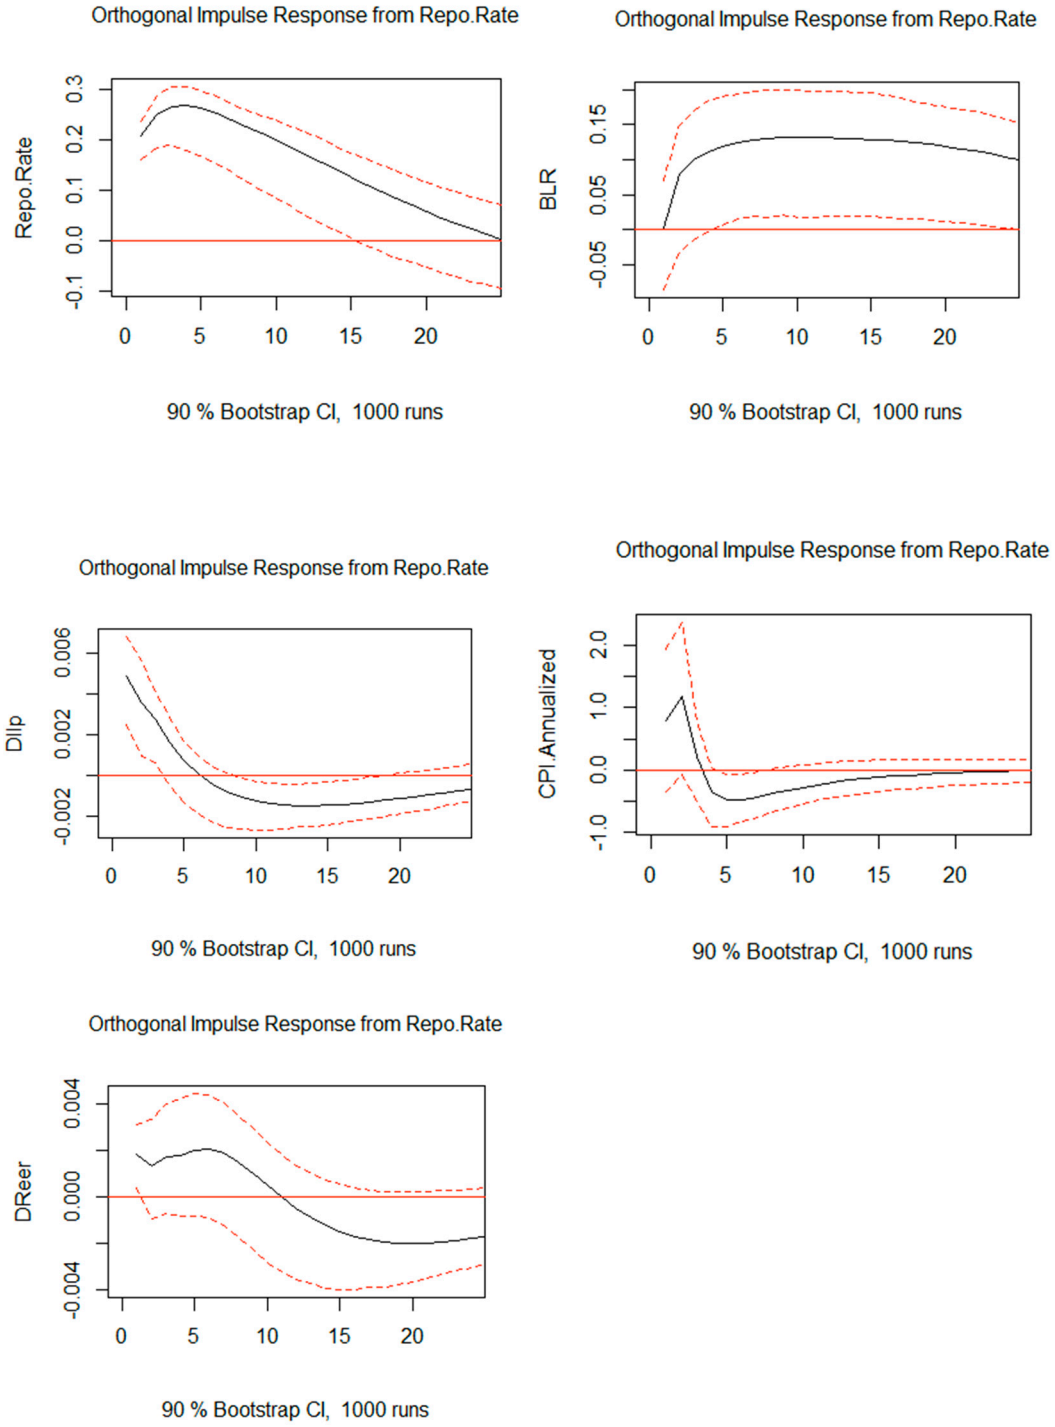 Orthogonal Impulse Response from Repo.Rate
Repo.Rate
0.3
0.2
0.1
0.0
-0.1
0 5 10 15 20
90 % Bootstrap CI, 1000 runs
Orthogonal Impulse Response from Repo.Rate
BLR
0.15
0.05
-0.05
0 5 10 15 20
90 % Bootstrap CI, 1000 runs
Orthogonal Impulse Response from Repo.Rate
DIIp
0.006
0.002
-0.002
0 5 10 15 20
90 % Bootstrap CI, 1000 runs
Orthogonal Impulse Response from Repo.Rate
CPI.Annualized
2.0
1.0
0.0
-1.0
0 5 10 15 20
90 % Bootstrap CI, 1000 runs
Orthogonal Impulse Response from Repo.Rate
DReer
0.004
0.000
-0.004
0 5 10 15 20
90 % Bootstrap CI, 1000 runs